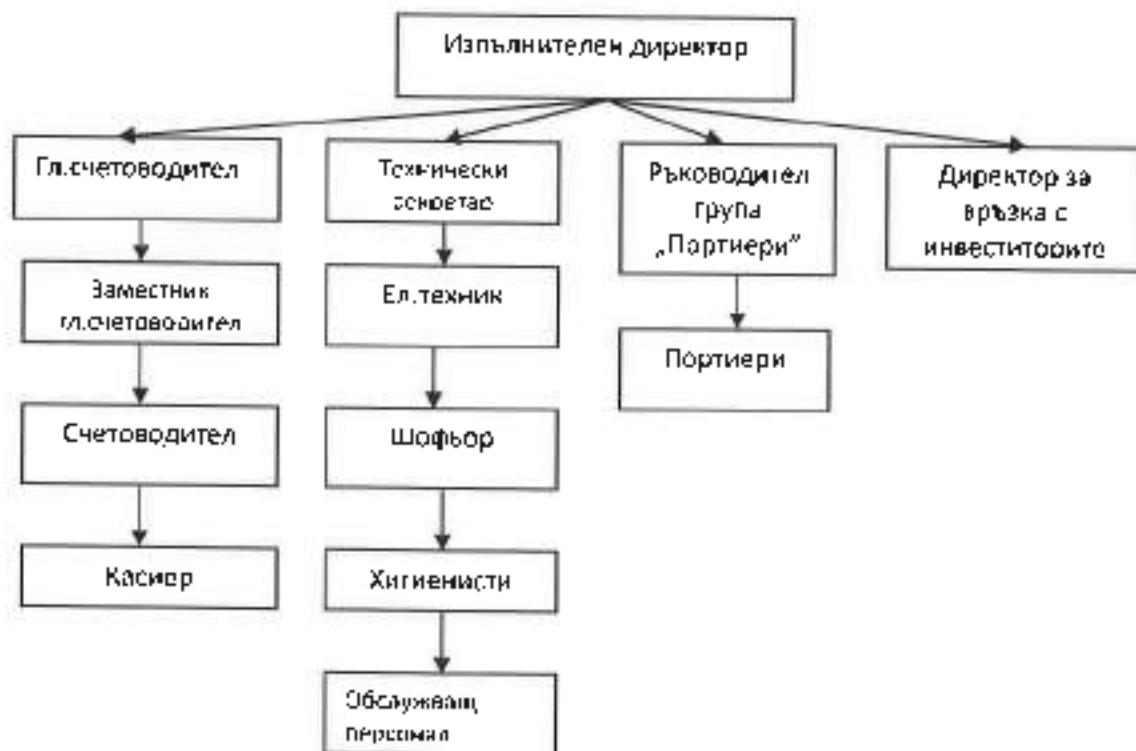 Изпълнителен директор
Гл.счетоводител
Технически
секретар
Ръководител
група
„Портиери”
Директор за
връзка с
инвеститорите
Заместник
гл.счетоводител
Ел.техник
Портиери
Счетоводител
Шофьор
Касиер
Хигиенисти
Обслужващ
персонал